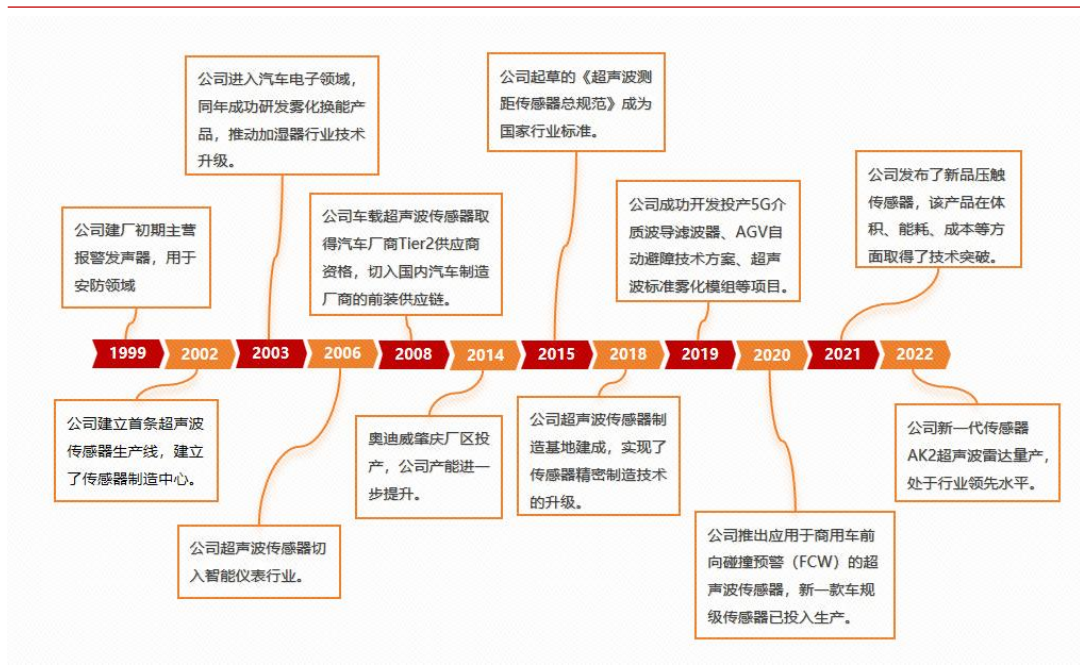 公司进入汽车电子领域，
同年成功研发雾化换能产
品，推动加湿器行业技术
升级。
公司起草的《超声波测
距传感器总规范》成为
国家行业标准。
公司建厂初期主营
报警发声器，用于
安防领域
公司车载超声波传感器取
得汽车厂商Tier2供应商
资格，切入国内汽车制造
厂商的前装供应链。
公司成功开发投产5G介
质波导滤波器、AGV自
动避障技术方案、超声
波标准雾化模组等项目。
公司发布了新品压触
传感器，该产品在体
积、能耗、成本等方
面取得了技术突破。
1999
2002
2003
2006
2008
2014
2015
2018
2019
2020
2021
2022
公司建立首条超声波
传感器生产线，建立
了传感器制造中心。
公司超声波传感器切
入智能仪表行业。
奥迪威肇庆厂区投
产，公司产能进一
步提升。
公司超声波传感器制
造基地建成，实现了
传感器精密制造技术
的升级。
公司推出应用于商用车前
向碰撞预警（FCW）的超
声波传感器，新一款车规
级传感器已投入生产。
公司新一代传感器
AK2超声波雷达量产，
处于行业领先水平。